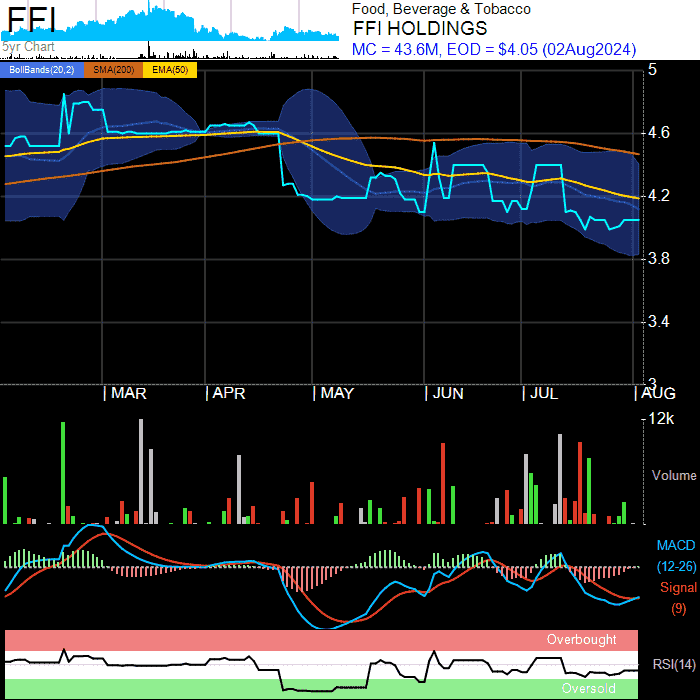 FFI
5yr Chart
Food, Beverage & Tobacco
FFI HOLDINGS
MC = 43.6M, EOD = $4.05 (02Aug2024)
BollBands(20,2) SMA(200) EMA(50)
5
4.6
4.2
3.8
3.4
3
MAR APR MAY JUN JUL AUG
12k
Volume
MACD
(12-26)
Signal
(9)
Overbought
RSI(14)
Oversold